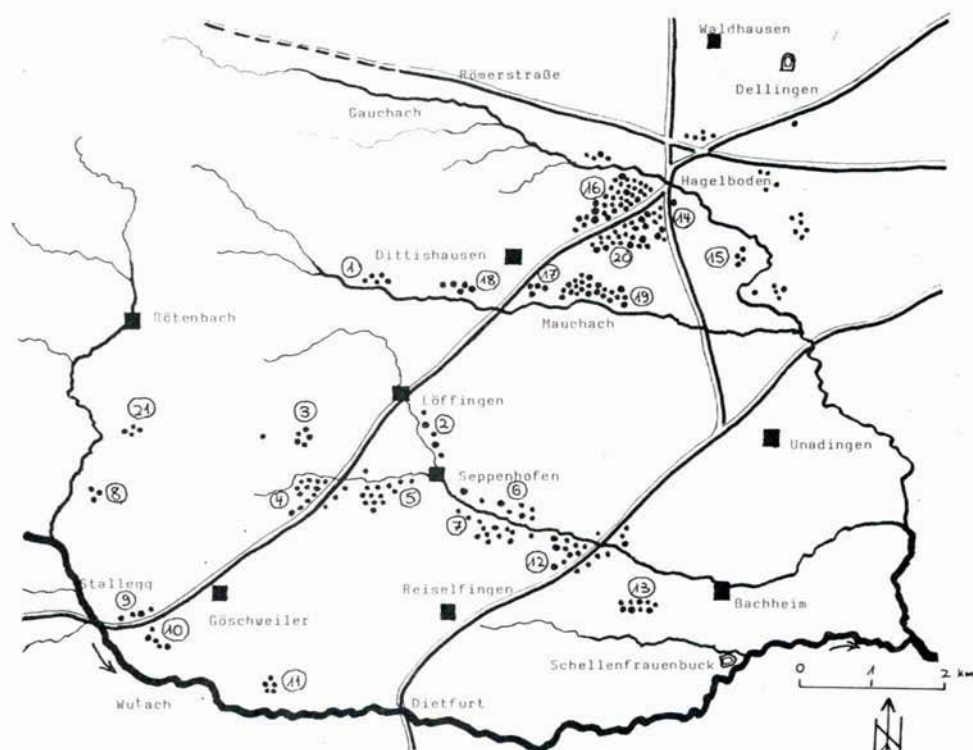 Waldhausen
Römerstraße
Dellingen
Gauchach
Hagelboden
16
14
Dittishausen
20
15
1
18
17
19
Mauchach
Rötenbach
Löffingen
21
3
2
Unadingen
Seppenhofen
8
4
5
6
7
12
Stallegg
Reiselfingen
13
9
Göschweiler
Bachheim
10
Schellenfrauenbuck
11
0 1 2 km
Wutach
Dietfurt
N